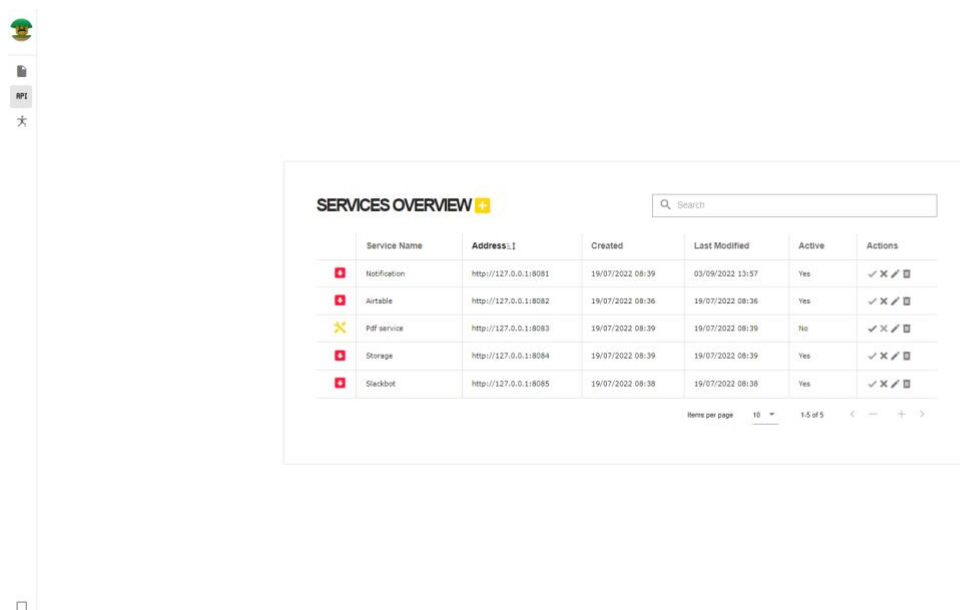 API
SERVICES OVERVIEW
Search
Service Name Address Created Last Modified Active Actions
Notification http://127.0.0.1:8081 19/07/2022 08:39 03/09/2022 13:57 Yes
Airtable http://127.0.0.1:8082 19/07/2022 08:36 19/07/2022 08:36 Yes
Pdf service http://127.0.0.1:8083 19/07/2022 08:39 19/07/2022 08:39 No
Storage http://127.0.0.1:8084 19/07/2022 08:39 19/07/2022 08:39 Yes
Slackbot http://127.0.0.1:8085 19/07/2022 08:38 19/07/2022 08:38 Yes
Items per page 10 1-5 of 5